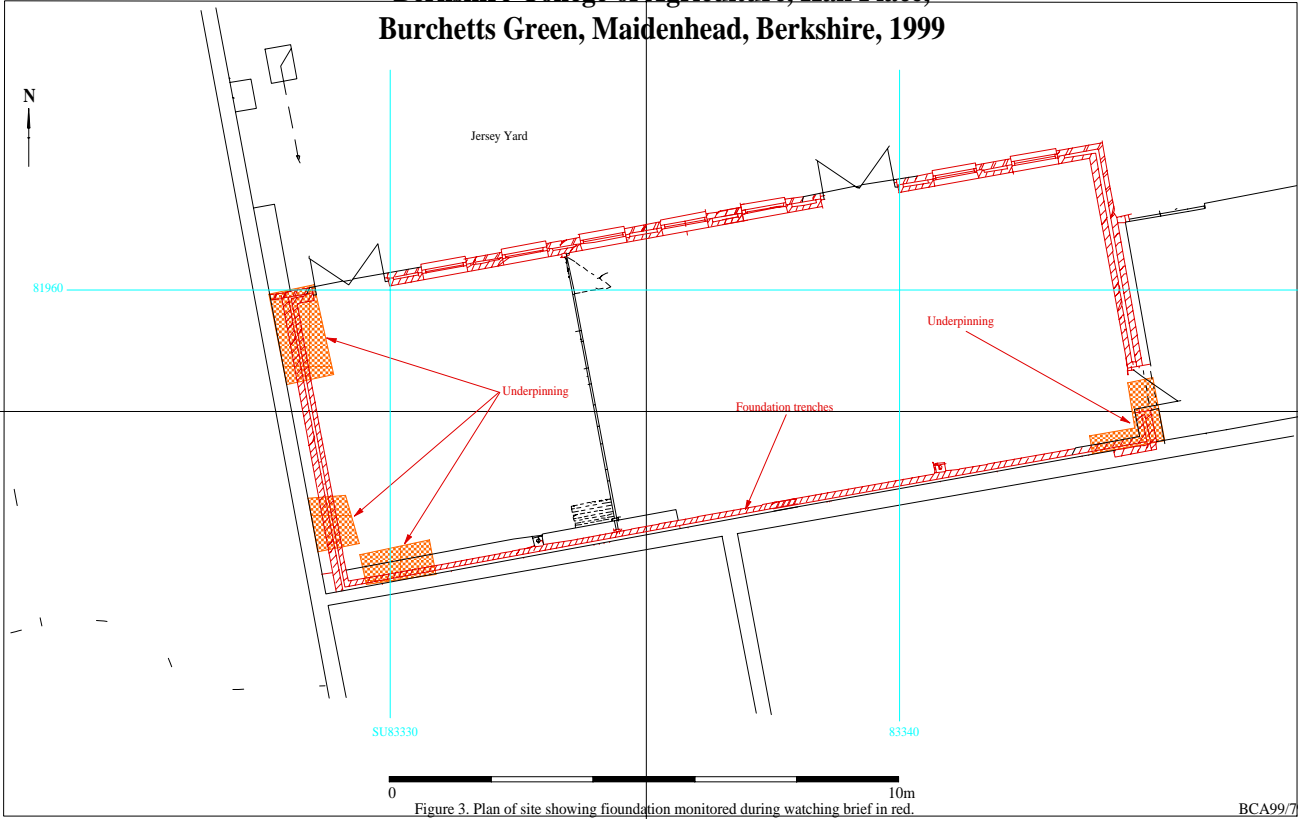 Burchetts Green, Maidenhead, Berkshire, 1999
N
Jersey Yard
81960
Underpinning
Underpinning
Foundation trenches
SU83330
83340
0
10m
Figure 3. Plan of site showing fioundation monitored during watching brief in red.
BCA99/7